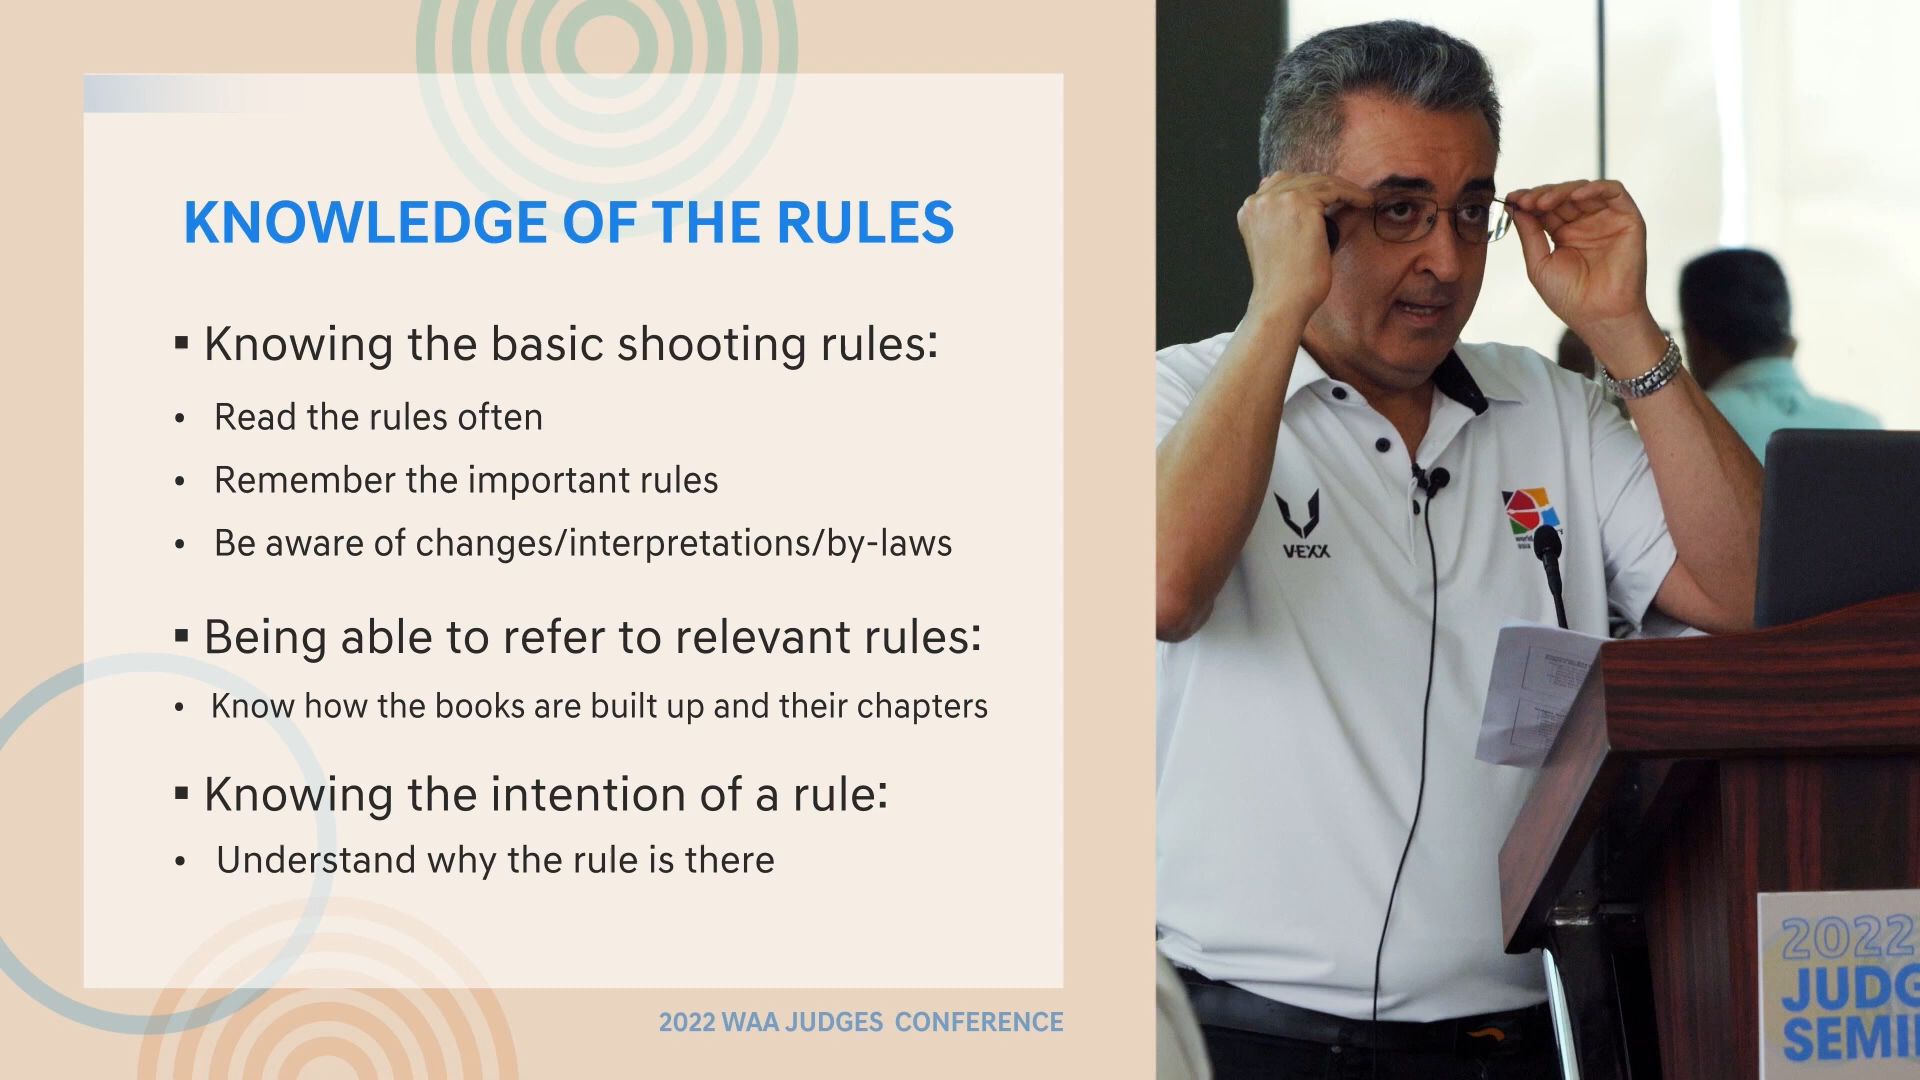 KNOWLEDGE OF THE RULES
▪ Knowing the basic shooting rules:
• Read the rules often
• Remember the important rules
• Be aware of changes/interpretations/by-laws
▪ Being able to refer to relevant rules:
• Know how the books are built up and their chapters
▪ Knowing the intention of a rule:
• Understand why the rule is there
2022 WAA JUDGES CONFERENCE
VEXX
world
asia
2022
JUDG
SEMI